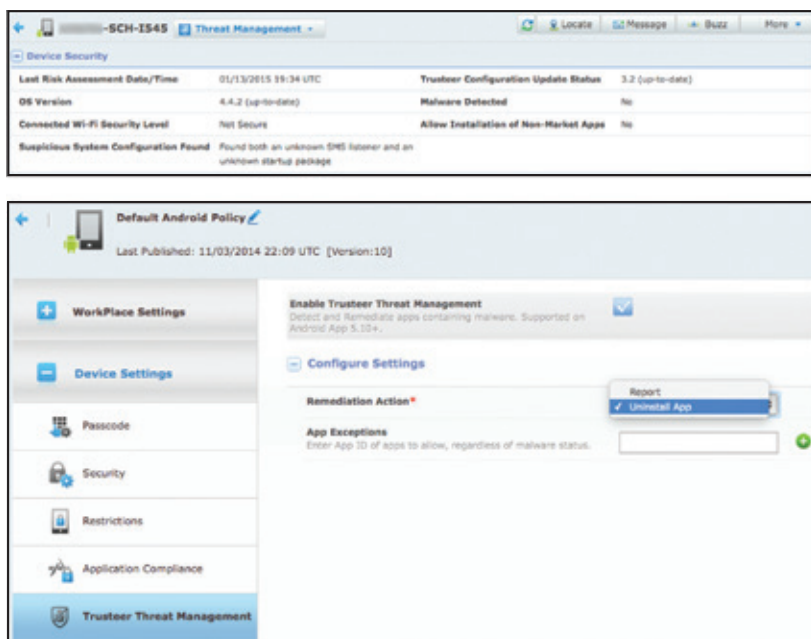 -SCH-I545 Threat Management
Locate Message Buzz More
Device Security
Last Risk Assessment Date/Time 01/13/2015 19:34 UTC Trusteer Configuration Update Status 3.2 (up-to-date)
OS Version 4.4.2 (up-to-date) Malware Detected No
Connected Wi-Fi Security Level Not Secure Allow Installation of Non-Market Apps No
Suspicious System Configuration Found Found both an unknown SMS listener and an
unknown startup package
Default Android Policy
Last Published: 11/03/2014 22:09 UTC [Version:10]
WorkPlace Settings
Device Settings
Passcode
Security
Restrictions
Application Compliance
Trusteer Threat Management
Enable Trusteer Threat Management
Detect and Remediate apps containing malware. Supported on
Android App 5.10+.
Configure Settings
Remediation Action*
Report
✓ Uninstall App
App Exceptions
Enter App ID of apps to allow, regardless of malware status.